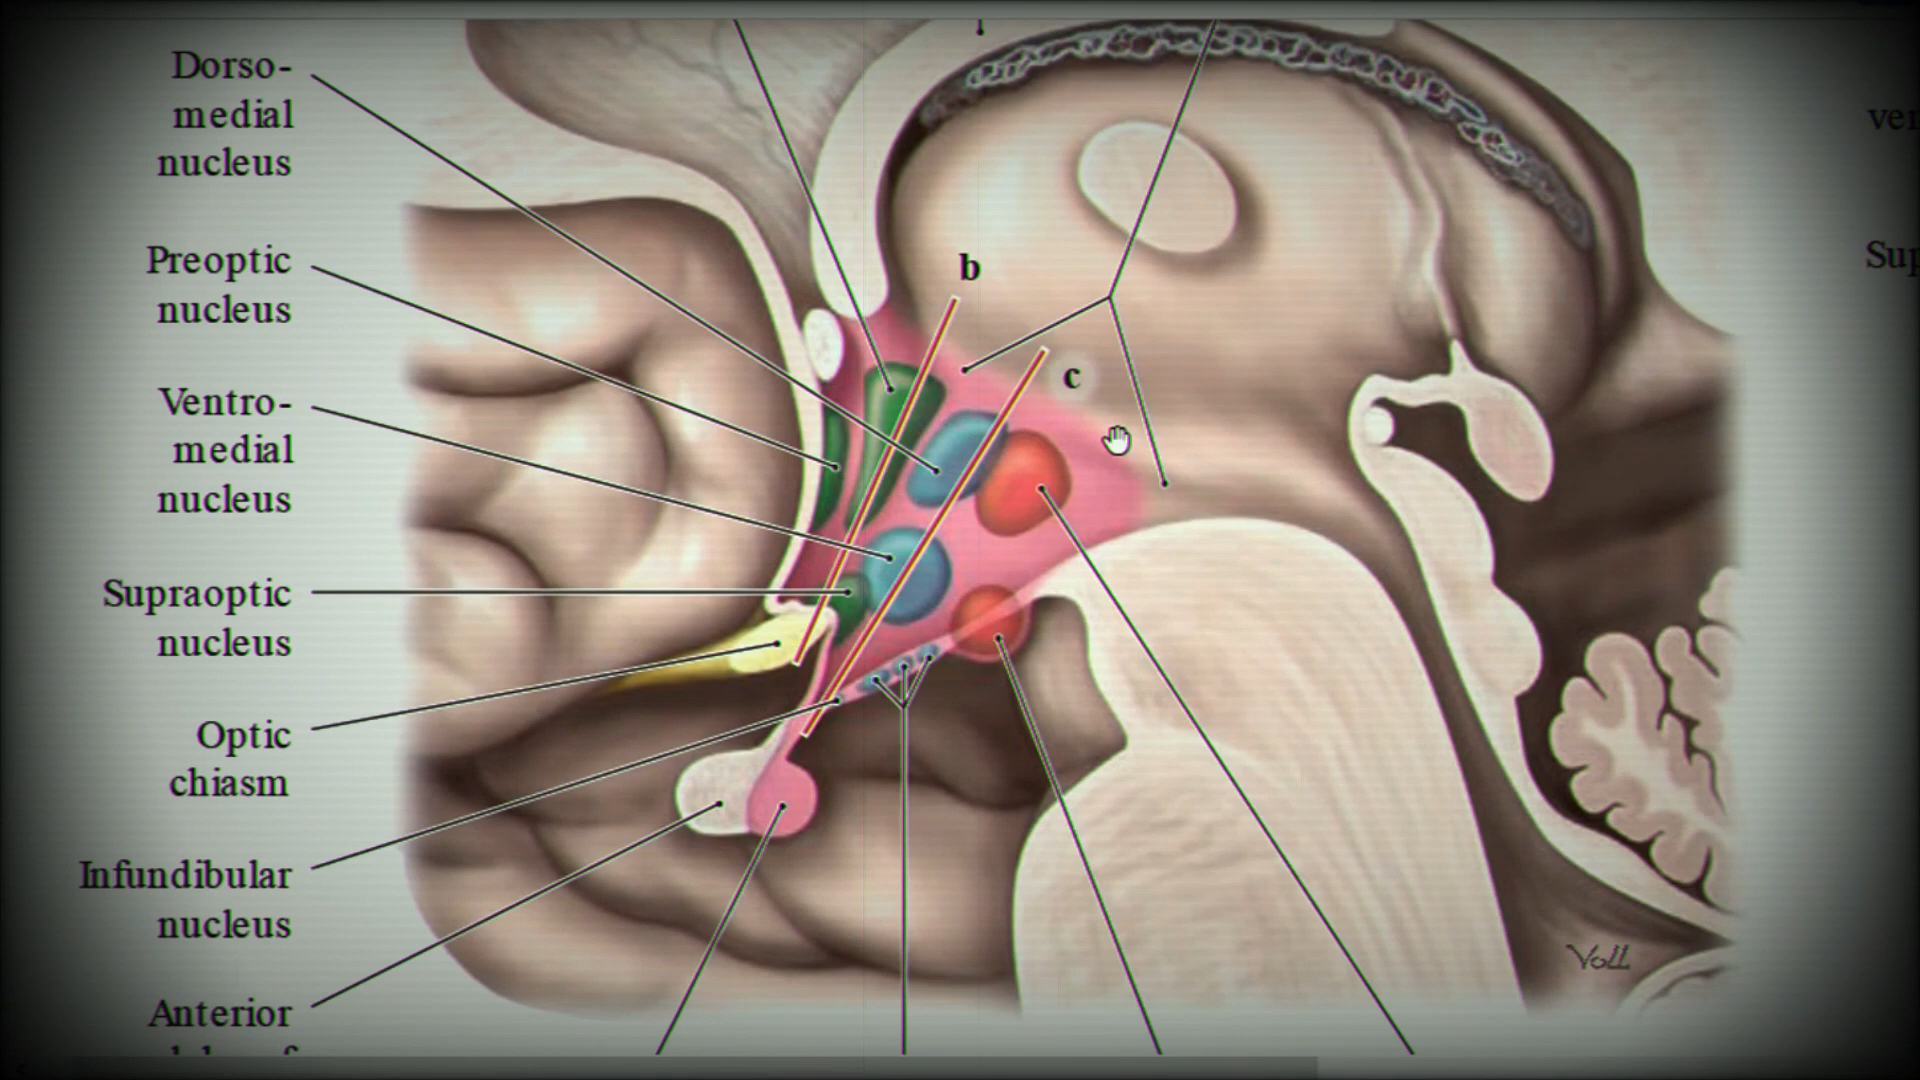 Dorso-
medial
nucleus
Preoptic
nucleus
Ventro-
medial
nucleus
Supraoptic
nucleus
Optic
chiasm
Infundibular
nucleus
Anterior
b
c
Voll